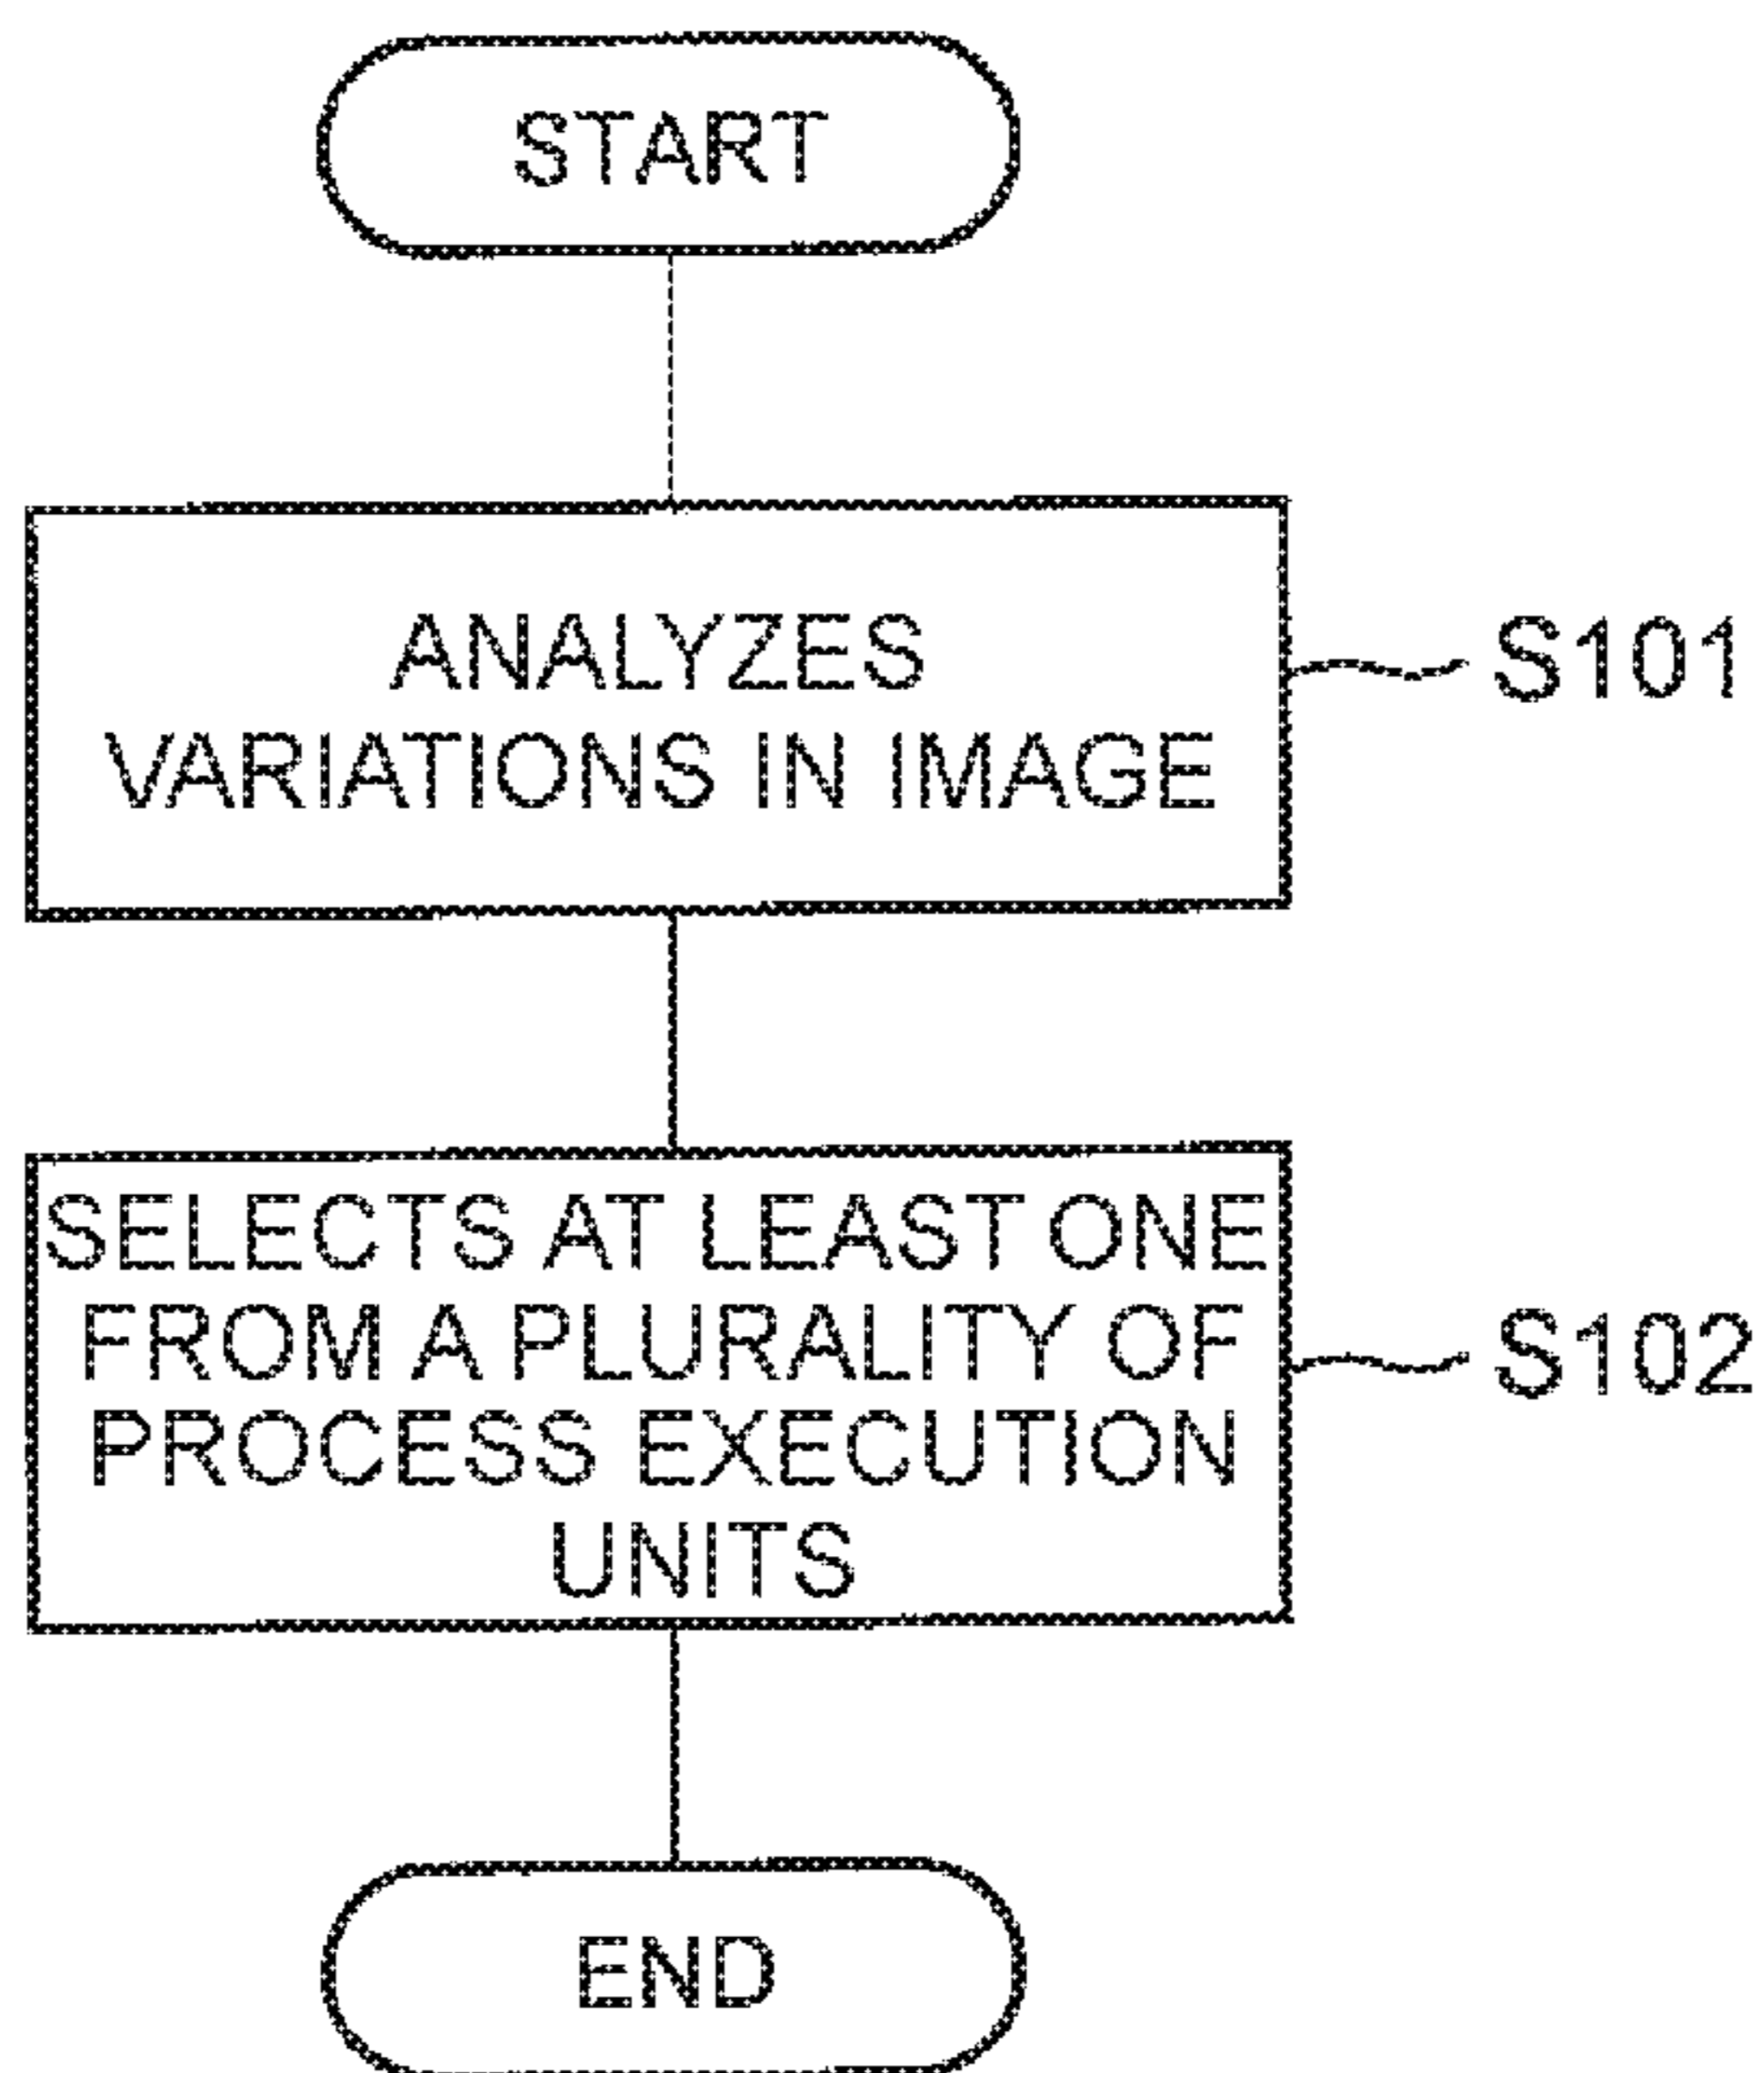 START
ANALYZES
VARIATIONS IN IMAGE
S101
SELECTS AT LEAST ONE
FROM A PLURALITY OF
PROCESS EXECUTION
UNITS
S102
END